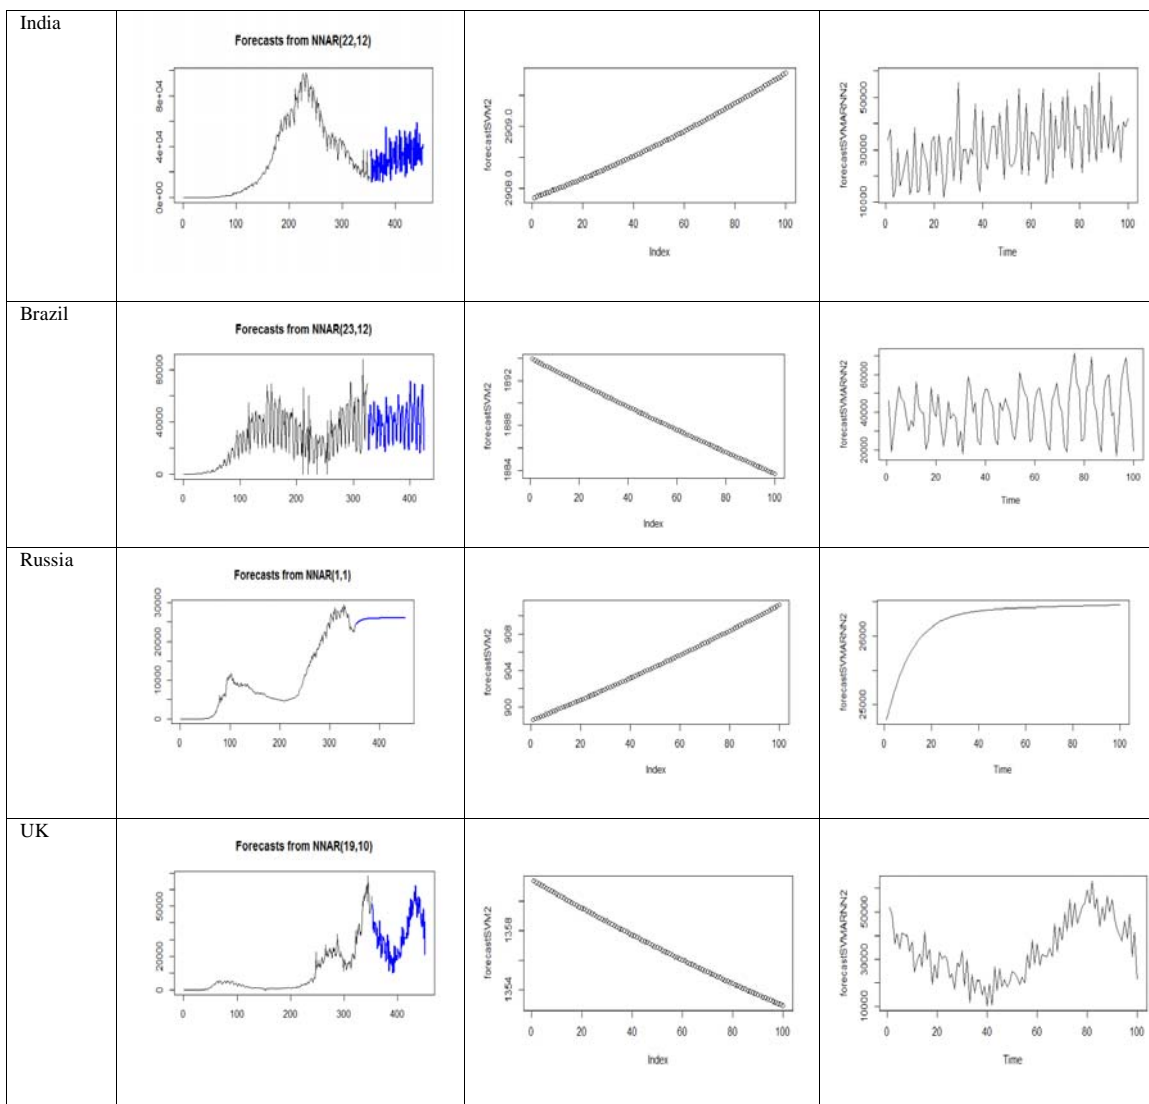 India
Forecasts from NNAR(22,12)
0e+00 4e+04 8e+04
0 100 200 300 400
forecastSVM2
2908.0 2909.0
0 20 40 60 80 100
Index
forecastSVMARNN2
10000 30000 50000
0 20 40 60 80 100
Time
Brazil
Forecasts from NNAR(23,12)
0 40000 80000
0 100 200 300 400
forecastSVM2
1884 1888 1892
0 20 40 60 80 100
Index
forecastSVMARNN2
20000 40000 60000
0 20 40 60 80 100
Time
Russia
Forecasts from NNAR(1,1)
0 10000 20000 30000
0 100 200 300 400
forecastSVM2
900 904 908
0 20 40 60 80 100
Index
forecastSVMARNN2
25000 26000
0 20 40 60 80 100
Time
UK
Forecasts from NNAR(19,10)
0 20000 50000
0 100 200 300 400
forecastSVM2
1354 1358
0 20 40 60 80 100
Index
forecastSVMARNN2
10000 30000 50000
0 20 40 60 80 100
Time